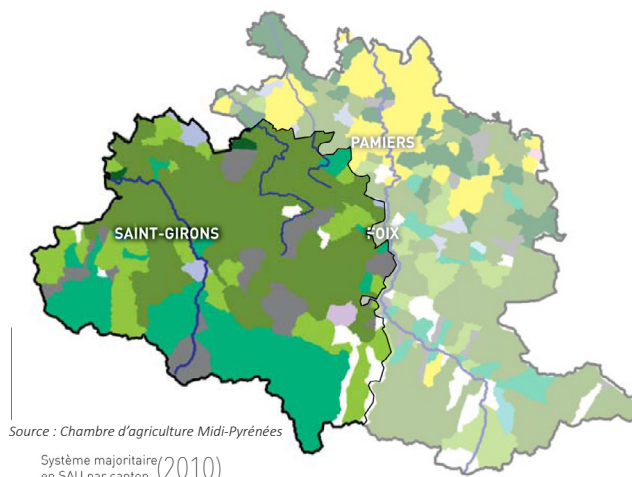 PAMIERS
SAINT-GIRONS
FOIX
Source : Chambre d'agriculture Midi-Pyrénées
Système majoritaire (2010)
en SAU par canton